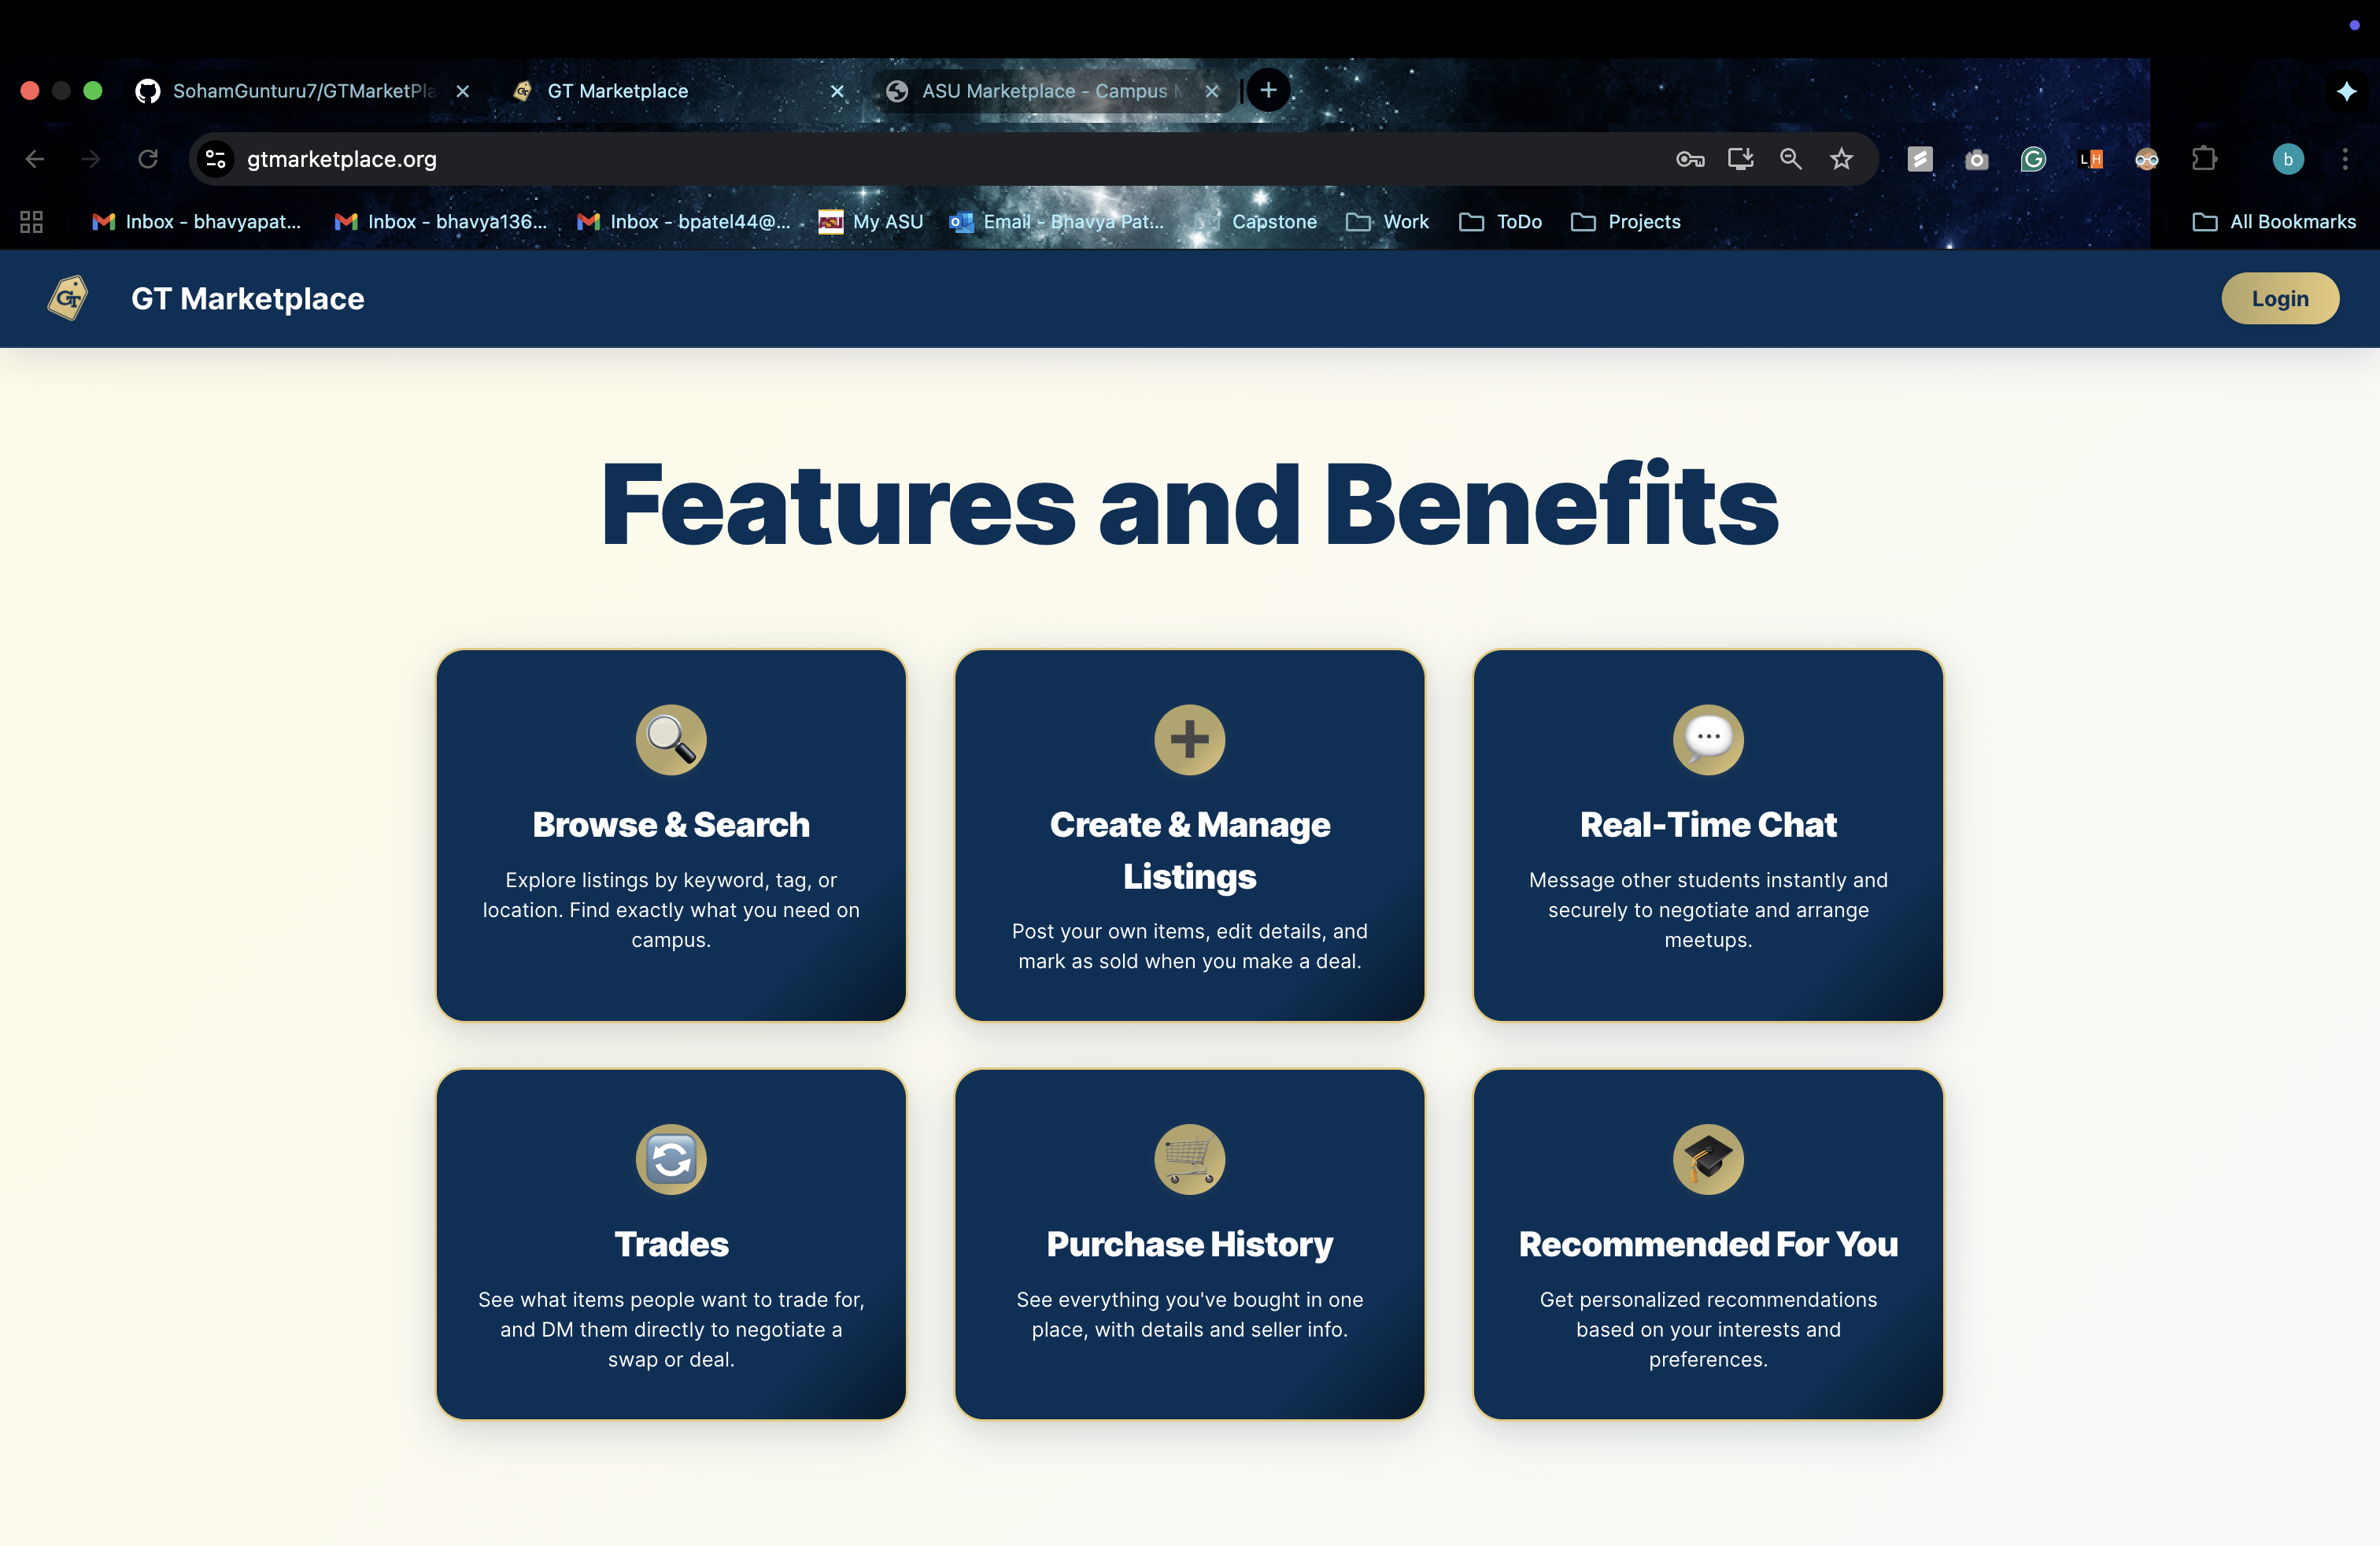 SohamGunturu7/GTMarketPla
GT Marketplace
ASU Marketplace - Campus M
gtmarketplace.org
L H
b
Inbox - bhavyapat...
Inbox - bhavya136...
Inbox - bpatel44@...
ASU
My ASU
Email - Bhavya Pat...
Capstone
Work
ToDo
Projects
All Bookmarks
GT
GT Marketplace
Login
Features and Benefits
Browse & Search
Explore listings by keyword, tag, or
location. Find exactly what you need on
campus.
Create & Manage
Listings
Post your own items, edit details, and
mark as sold when you make a deal.
Real-Time Chat
Message other students instantly and
securely to negotiate and arrange
meetups.
Trades
See what items people want to trade for,
and DM them directly to negotiate a
swap or deal.
Purchase History
See everything you've bought in one
place, with details and seller info.
Recommended For You
Get personalized recommendations
based on your interests and
preferences.